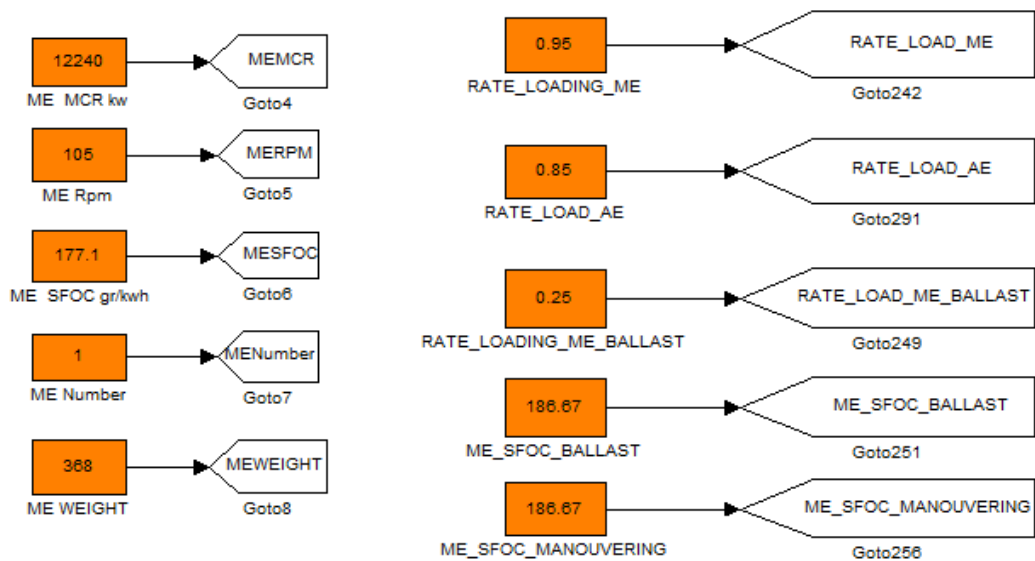 12240
MEMCR
ME  MCR kw
Goto4
105
MERPM
ME Rpm
Goto5
177.1
MESFOC
ME  SFOC gr/kwh
Goto6
1
MENumber
ME Number
Goto7
368
MEWEIGHT
ME WEIGHT
Goto8
0.95
RATE_LOAD_ME
RATE_LOADING_ME
Goto242
0.85
RATE_LOAD_AE
RATE_LOAD_AE
Goto291
0.25
RATE_LOAD_ME_BALLAST
RATE_LOADING_ME_BALLAST
Goto249
186.67
ME_SFOC_BALLAST
ME_SFOC_BALLAST
Goto251
186.67
ME_SFOC_MANOUVERING
ME_SFOC_MANOUVERING
Goto256